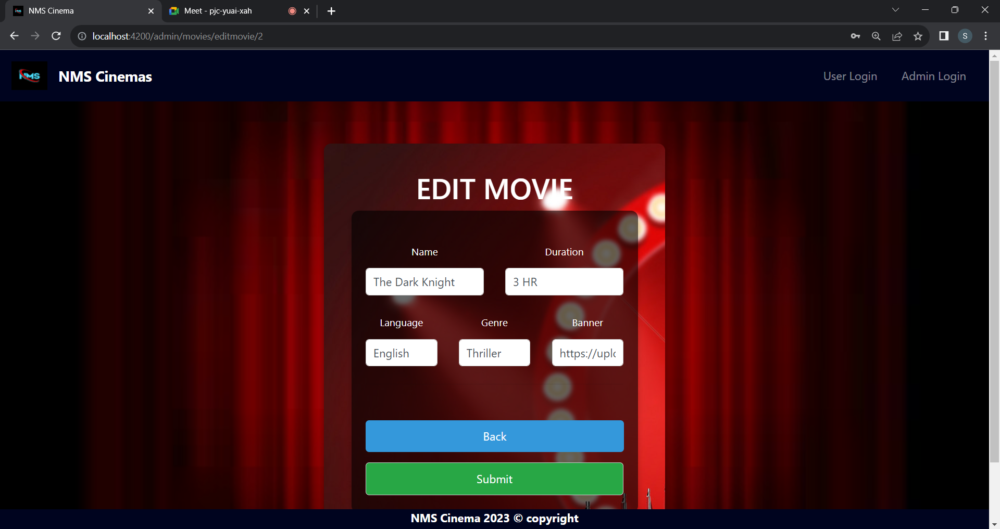 NMS Cinema
Meet - pjc-yuai-xah
localhost:4200/admin/movies/editmovie/2
S
NMS
NMS Cinemas
User Login
Admin Login
EDIT MOVIE
Name
Duration
The Dark Knight
3 HR
Language
Genre
Banner
English
Thriller
https://uplo
Back
Submit
NMS Cinema 2023 © copyright